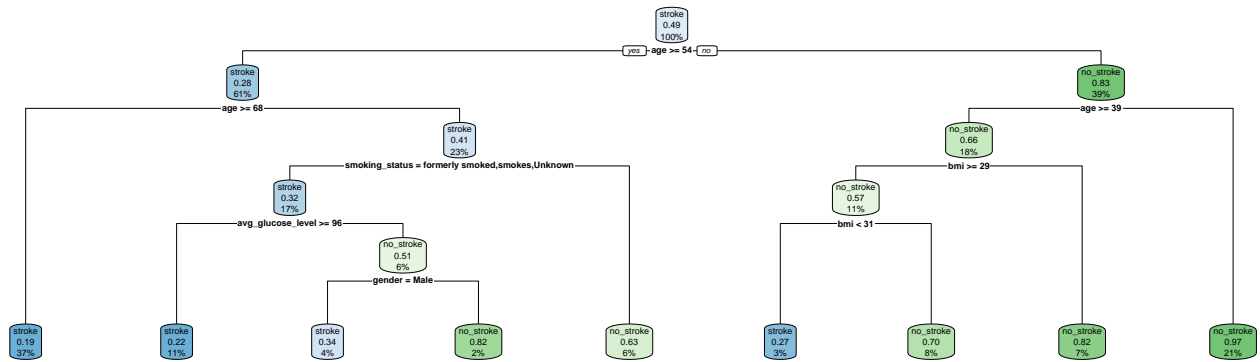 stroke
0.49
100%
yes age >= 54 no
stroke
0.28
61%
no_stroke
0.83
39%
age >= 68
age >= 39
stroke
0.41
23%
no_stroke
0.66
18%
smoking_status = formerly smoked,smokes,Unknown
bmi >= 29
stroke
0.32
17%
no_stroke
0.57
11%
avg_glucose_level >= 96
bmi < 31
no_stroke
0.51
6%
gender = Male
stroke
0.19
37%
stroke
0.22
11%
stroke
0.34
4%
no_stroke
0.82
2%
no_stroke
0.63
6%
stroke
0.27
3%
no_stroke
0.70
8%
no_stroke
0.82
7%
no_stroke
0.97
21%